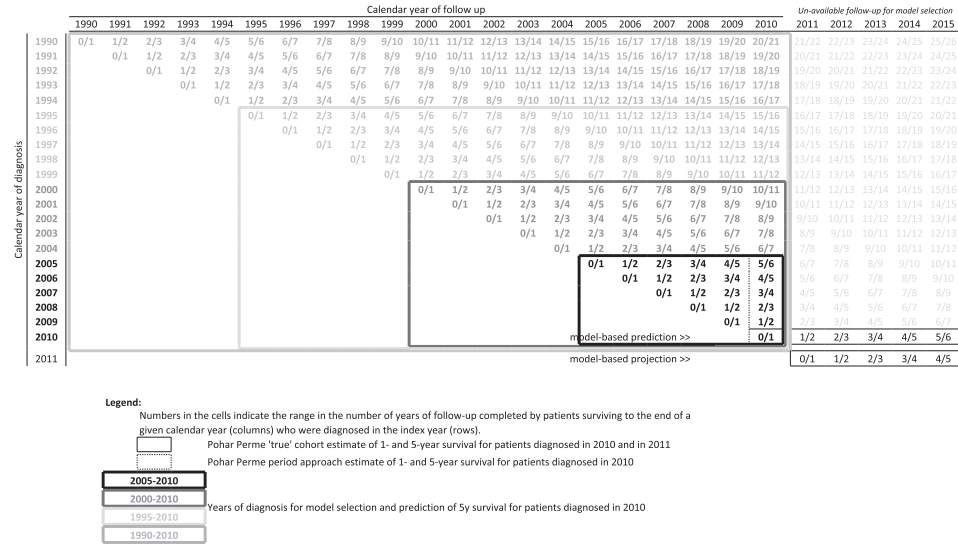 Calendar year of follow up
Un-available follow-up for model selection
1990 1991 1992 1993 1994 1995 1996 1997 1998 1999 2000 2001 2002 2003 2004 2005 2006 2007 2008 2009 2010 2011 2012 2013 2014 2015
Calendar year of diagnosis
1990 0/1 1/2 2/3 3/4 4/5 5/6 6/7 7/8 8/9 9/10 10/11 11/12 12/13 13/14 14/15 15/16 16/17 17/18 18/19 19/20 20/21 21/22 22/23 23/24 24/25 25/26
1991 0/1 1/2 2/3 3/4 4/5 5/6 6/7 7/8 8/9 9/10 10/11 11/12 12/13 13/14 14/15 15/16 16/17 17/18 18/19 19/20 20/21 21/22 22/23 23/24 24/25
1992 0/1 1/2 2/3 3/4 4/5 5/6 6/7 7/8 8/9 9/10 10/11 11/12 12/13 13/14 14/15 15/16 16/17 17/18 18/19 19/20 20/21 21/22 22/23 23/24
1993 0/1 1/2 2/3 3/4 4/5 5/6 6/7 7/8 8/9 9/10 10/11 11/12 12/13 13/14 14/15 15/16 16/17 17/18 18/19 19/20 20/21 21/22 22/23
1994 0/1 1/2 2/3 3/4 4/5 5/6 6/7 7/8 8/9 9/10 10/11 11/12 12/13 13/14 14/15 15/16 16/17 17/18 18/19 19/20 20/21 21/22
1995 0/1 1/2 2/3 3/4 4/5 5/6 6/7 7/8 8/9 9/10 10/11 11/12 12/13 13/14 14/15 15/16 16/17 17/18 18/19 19/20 20/21
1996 0/1 1/2 2/3 3/4 4/5 5/6 6/7 7/8 8/9 9/10 10/11 11/12 12/13 13/14 14/15 15/16 16/17 17/18 18/19 19/20
1997 0/1 1/2 2/3 3/4 4/5 5/6 6/7 7/8 8/9 9/10 10/11 11/12 12/13 13/14 14/15 15/16 16/17 17/18 18/19
1998 0/1 1/2 2/3 3/4 4/5 5/6 6/7 7/8 8/9 9/10 10/11 11/12 12/13 13/14 14/15 15/16 16/17 17/18
1999 0/1 1/2 2/3 3/4 4/5 5/6 6/7 7/8 8/9 9/10 10/11 11/12 12/13 13/14 14/15 15/16 16/17
2000 0/1 1/2 2/3 3/4 4/5 5/6 6/7 7/8 8/9 9/10 10/11 11/12 12/13 13/14 14/15 15/16
2001 0/1 1/2 2/3 3/4 4/5 5/6 6/7 7/8 8/9 9/10 10/11 11/12 12/13 13/14 14/15
2002 0/1 1/2 2/3 3/4 4/5 5/6 6/7 7/8 8/9 9/10 10/11 11/12 12/13 13/14
2003 0/1 1/2 2/3 3/4 4/5 5/6 6/7 7/8 8/9 9/10 10/11 11/12 12/13
2004 0/1 1/2 2/3 3/4 4/5 5/6 6/7 7/8 8/9 9/10 10/11 11/12
2005 0/1 1/2 2/3 3/4 4/5 5/6 6/7 7/8 8/9 9/10 10/11
2006 0/1 1/2 2/3 3/4 4/5 5/6 6/7 7/8 8/9 9/10
2007 0/1 1/2 2/3 3/4 4/5 5/6 6/7 7/8 8/9
2008 0/1 1/2 2/3 3/4 4/5 5/6 6/7 7/8
2009 0/1 1/2 2/3 3/4 4/5 5/6 6/7
2010 model-based prediction >> 0/1 1/2 2/3 3/4 4/5 5/6
2011 model-based projection >> 0/1 1/2 2/3 3/4 4/5
Legend:
Numbers in the cells indicate the range in the number of years of follow-up completed by patients surviving to the end of a
given calendar year (columns) who were diagnosed in the index year (rows).
Pohar Perme 'true' cohort estimate of 1- and 5-year survival for patients diagnosed in 2010 and in 2011
Pohar Perme period approach estimate of 1- and 5-year survival for patients diagnosed in 2010
2005-2010
2000-2010
Years of diagnosis for model selection and prediction of 5y survival for patients diagnosed in 2010
1995-2010
1990-2010